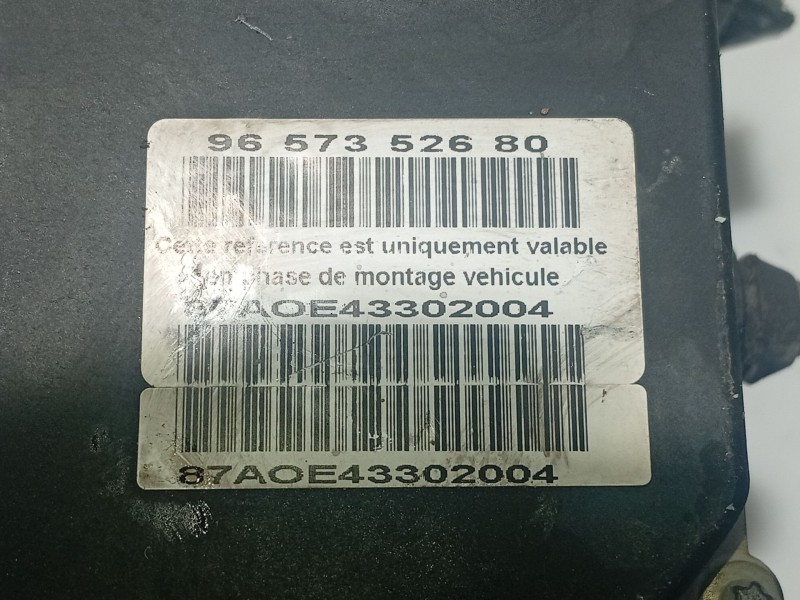 96 573 526 80
Cette reference est uniquement valable
en phase de montage vehicule
87AOE43302004
87AOE43302004